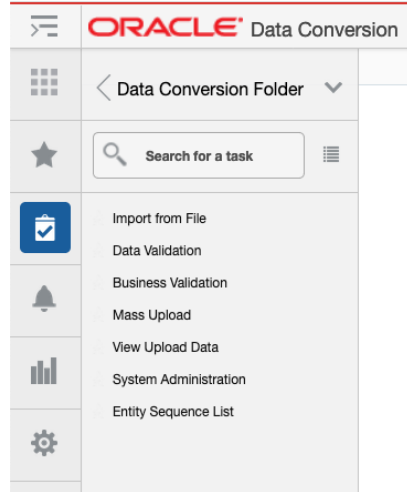 ORACLE Data Conversion
Data Conversion Folder
Search for a task
Import from File
Data Validation
Business Validation
Mass Upload
View Upload Data
System Administration
Entity Sequence List